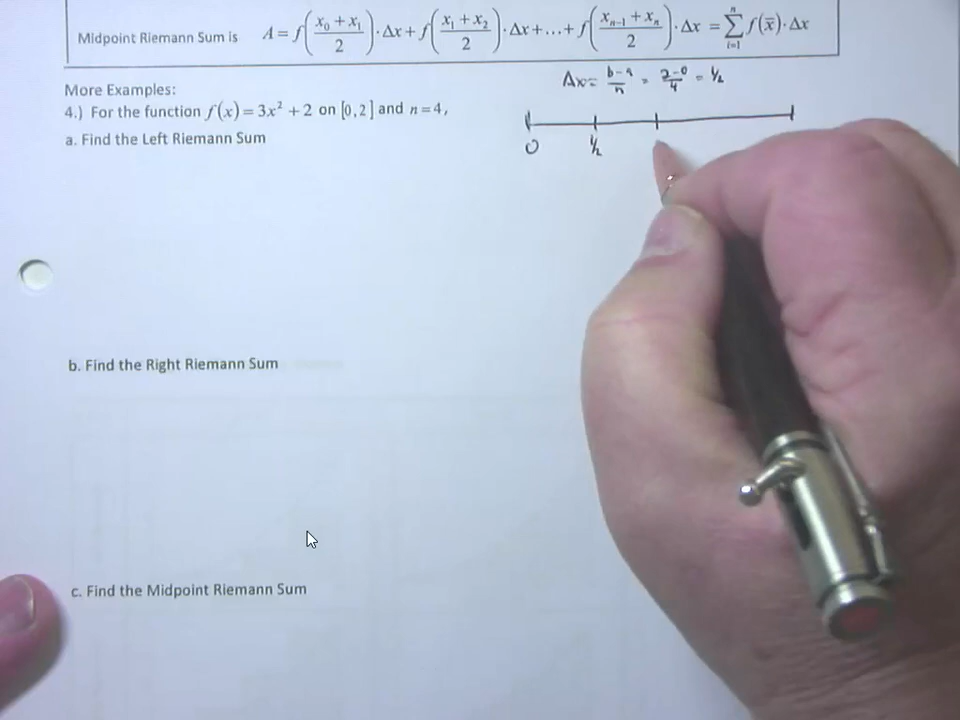 Midpoint Riemann Sum is A = f((x₀ + x₁)/2)·Δx + f((x₁ + x₂)/2)·Δx + ... + f((xₙ₋₁ + xₙ)/2)·Δx = ∑ᵢ₌₁ⁿ f(x̅)·Δx
Δx = (b-a)/n = (2-0)/4 = 1/2
More Examples:
4.) For the function f(x) = 3x² + 2 on [0,2] and n = 4,
a. Find the Left Riemann Sum
0 1/2
b. Find the Right Riemann Sum
c. Find the Midpoint Riemann Sum